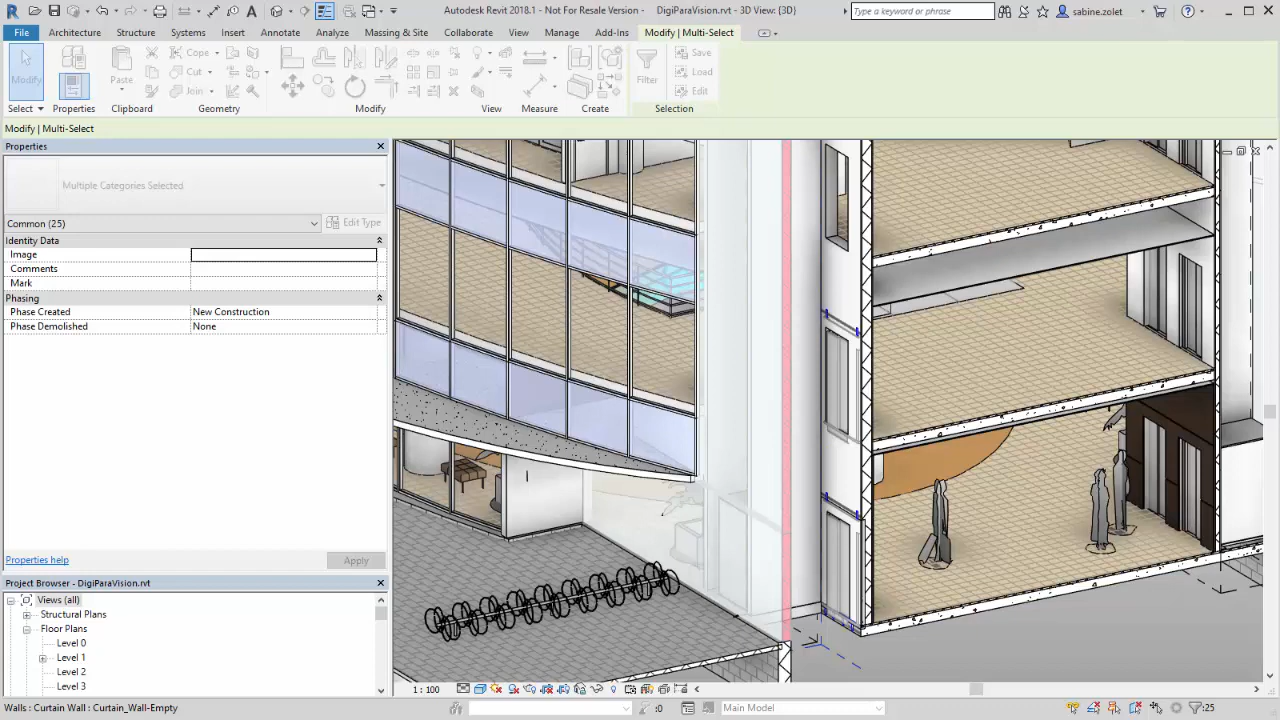 Autodesk Revit 2018.1 - Not For Resale Version - DigiParaVision.rvt - 3D View: (3D)
Type a keyword or phrase
sabine.zolet
File
Architecture
Structure
Systems
Insert
Annotate
Analyze
Massing & Site
Collaborate
View
Manage
Add-Ins
Modify | Multi-Select
Modify
Paste
Cope
Cut
Join
Filter
Save
Load
Edit
Select
Properties
Clipboard
Geometry
Modify
View
Measure
Create
Selection
Modify | Multi-Select
Properties
Multiple Categories Selected
Common (25)
Edit Type
Identity Data
Image
Comments
Mark
Phasing
Phase Created New Construction
Phase Demolished None
Properties help
Apply
Project Browser - DigiParaVision.rvt
Views (all)
Structural Plans
Floor Plans
Level 0
Level 1
Level 2
Level 3
1 : 100
Walls : Curtain Wall : Curtain_Wall-Empty
:0
Main Model
:25